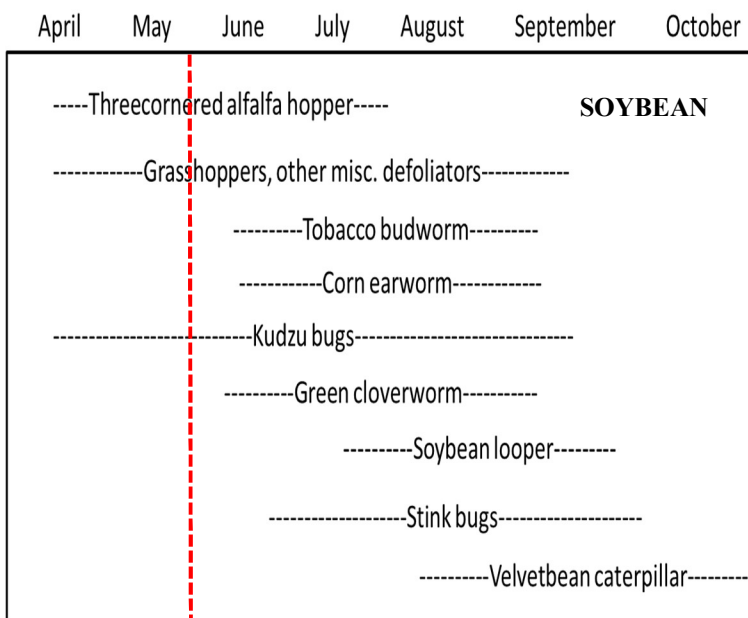 April May June July August September October
-----Threecornered alfalfa hopper-----
SOYBEAN
-------------Grasshoppers, other misc. defoliators-------------
----------Tobacco budworm----------
------------Corn earworm-------------
-----------------------------Kudzu bugs--------------------------------
----------Green cloverworm-----------
----------Soybean looper---------
--------------------Stink bugs---------------------
----------Velvetbean caterpillar---------